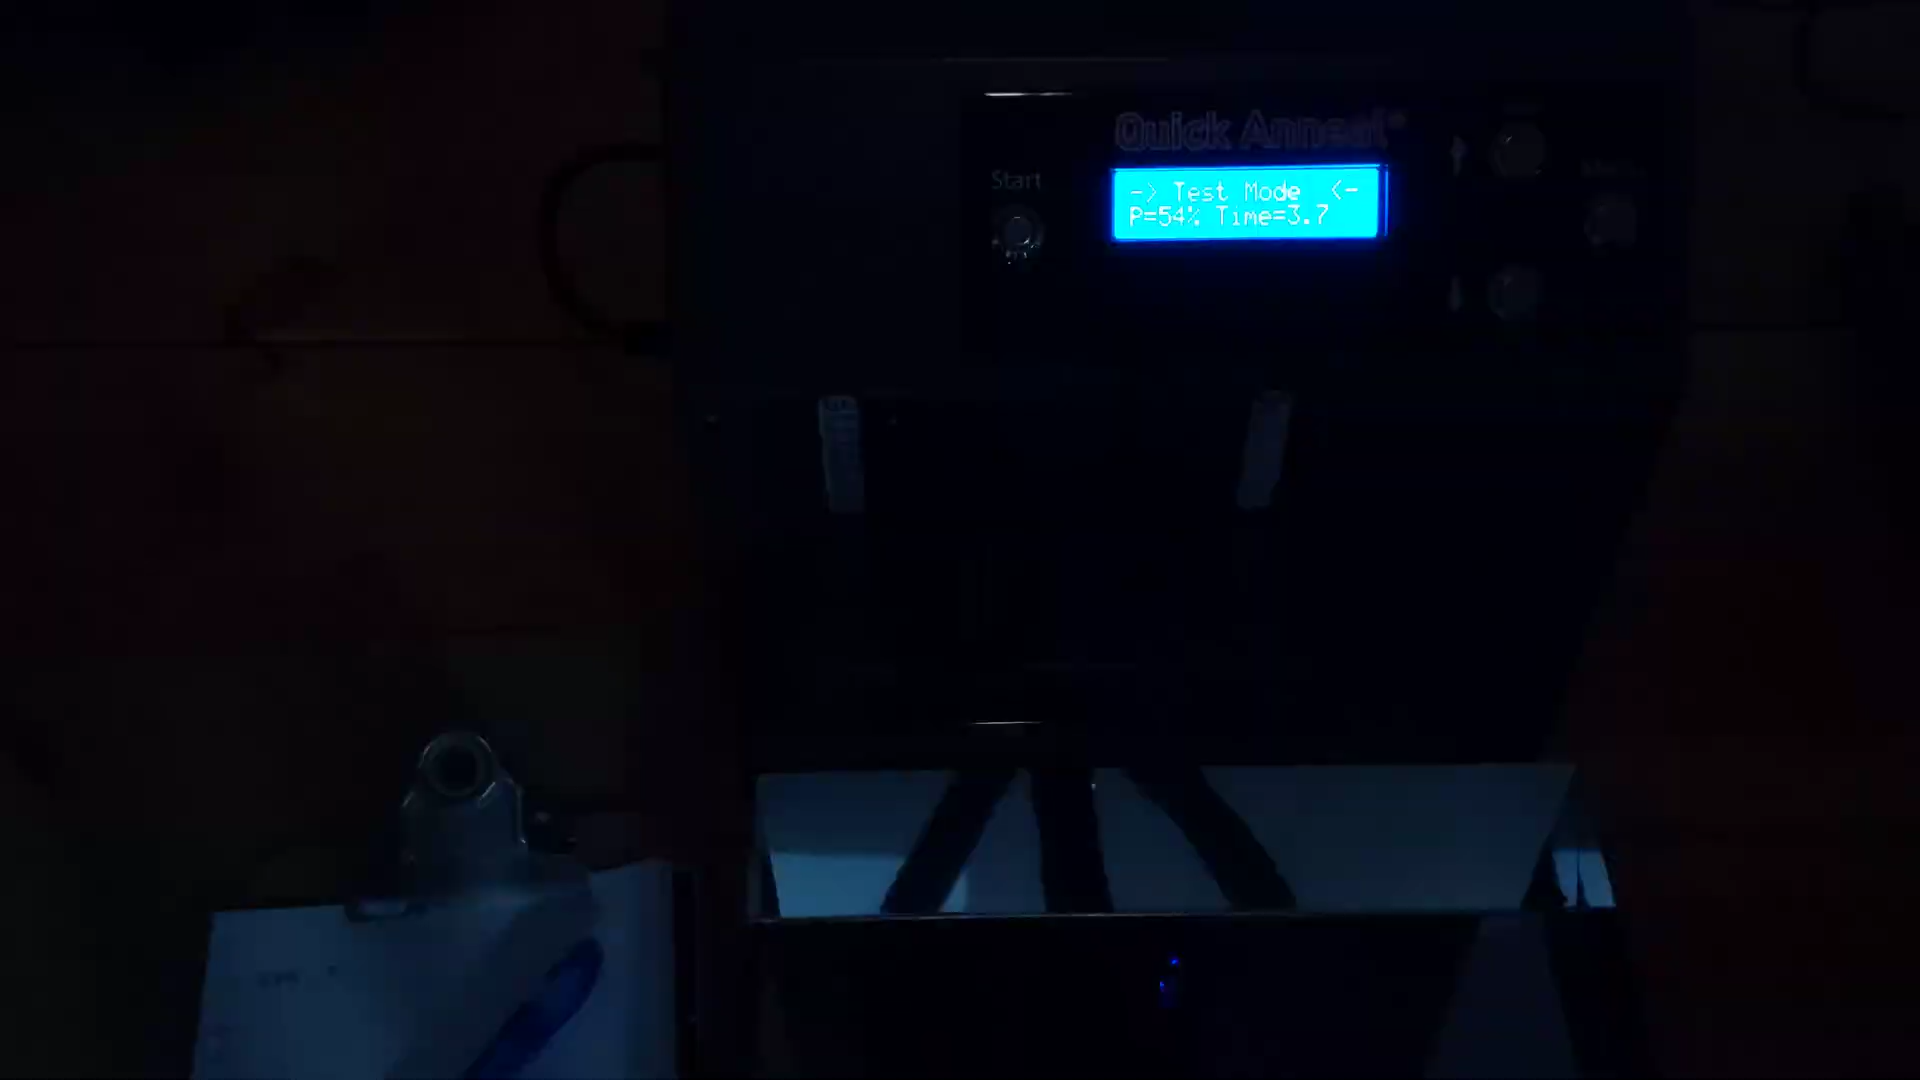 Quick Anneal®
Start
-> Test Mode <-
P=54% Time=3.7